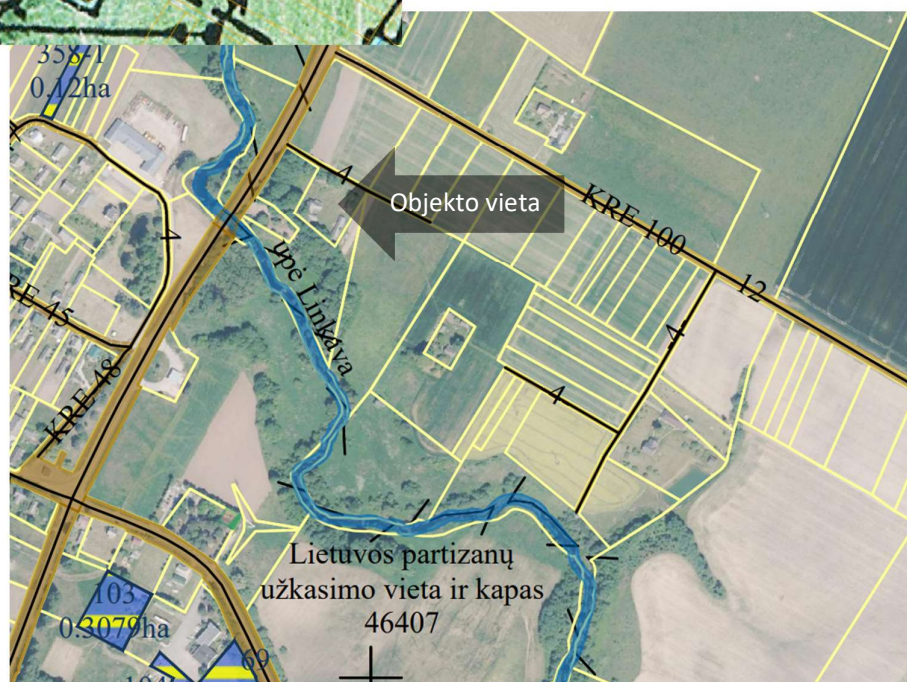 358-1
0.12ha
4
Objekto vieta
KRE 100
12
upė Linkava
4
RE 45
4
KRE 48
4
Lietuvos partizanų
užkasimo vieta ir kapas
46407
103
0.3079ha
69